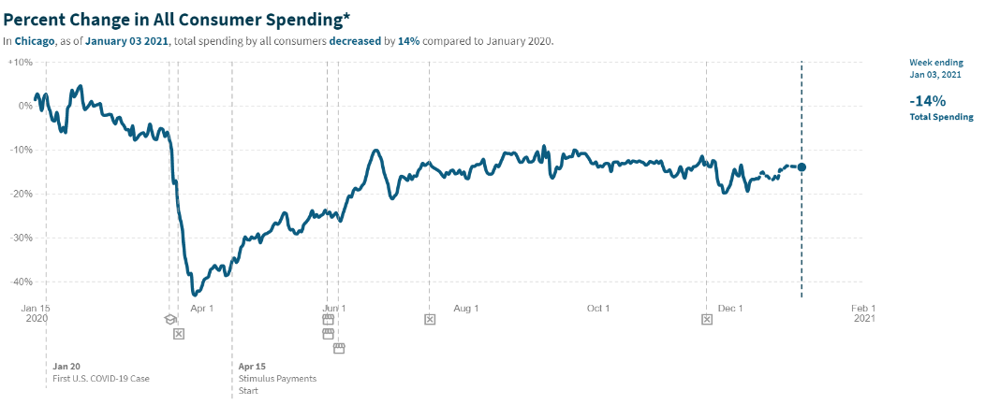 Percent Change in All Consumer Spending*
In Chicago, as of January 03 2021, total spending by all consumers decreased by 14% compared to January 2020.
+10%
0%
-10%
-20%
-30%
-40%
Week ending
Jan 03, 2021
-14%
Total Spending
Jan 15
2020
Apr 1
Jun 1
Aug 1
Oct 1
Dec 1
Feb 1
2021
Jan 20
First U.S. COVID-19 Case
Apr 15
Stimulus Payments
Start